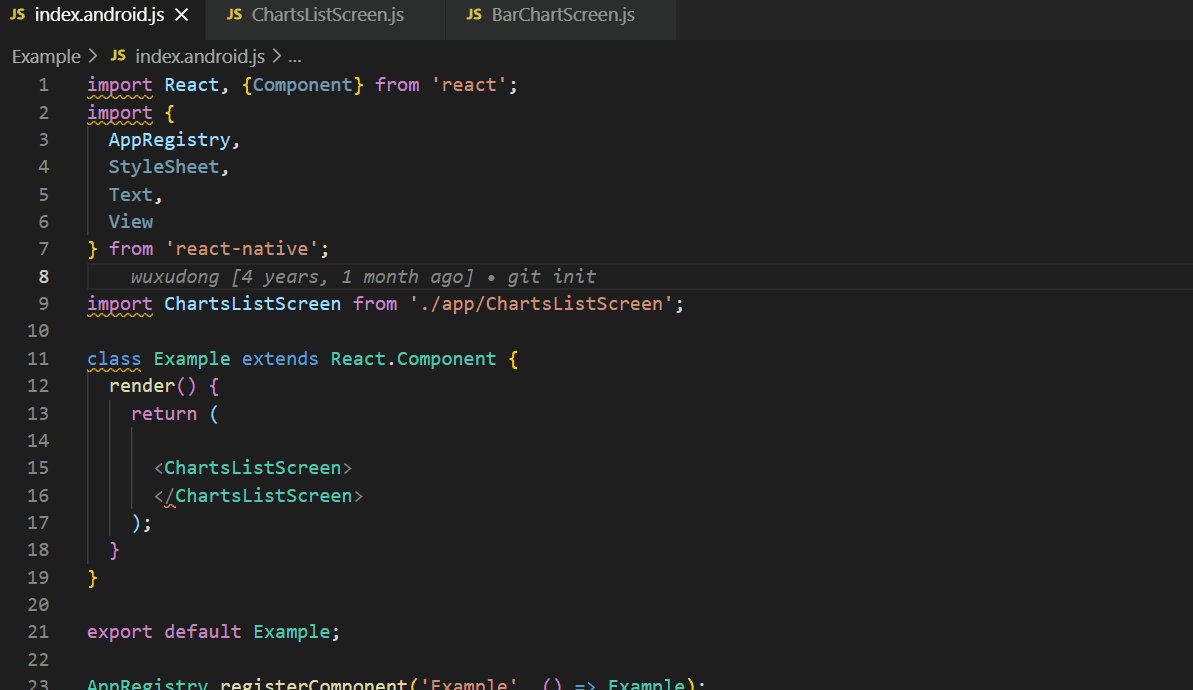 JS index.android.js × JS ChartsListScreen.js JS BarChartScreen.js
Example > JS index.android.js > ...
1 import React, {Component} from 'react';
2 import {
3 AppRegistry,
4 StyleSheet,
5 Text,
6 View
7 } from 'react-native';
8 wuxudong [4 years, 1 month ago] • git init
9 import ChartsListScreen from './app/ChartsListScreen';
10
11 class Example extends React.Component {
12 render() {
13 return (
14
15 <ChartsListScreen>
16 </ChartsListScreen>
17 );
18 }
19 }
20
21 export default Example;
22
23 AppRegistry.registerComponent('Example', () => Example);